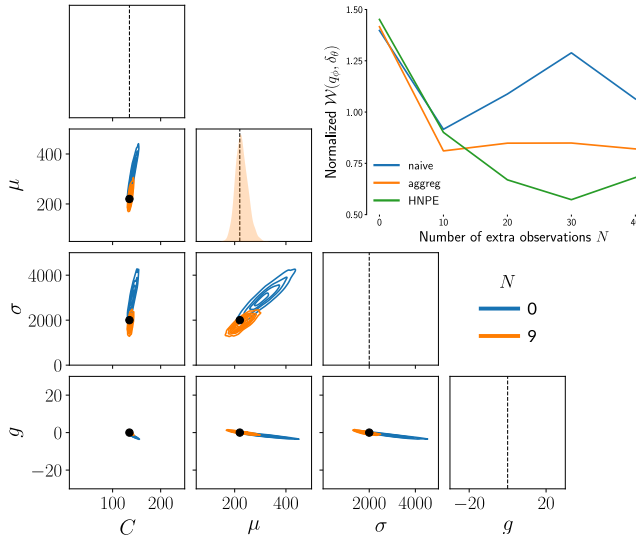 1.50
1.25
1.00
0.75
0.50
Normalized W(q_ϕ, δ_θ)
naive
aggreg
HNPE
0 10 20 30 40
Number of extra observations N
μ
400
200
σ
4000
2000
0
N
0
9
g
20
0
−20
100 200
200 400
2000 4000
−20 20
C
μ
σ
g